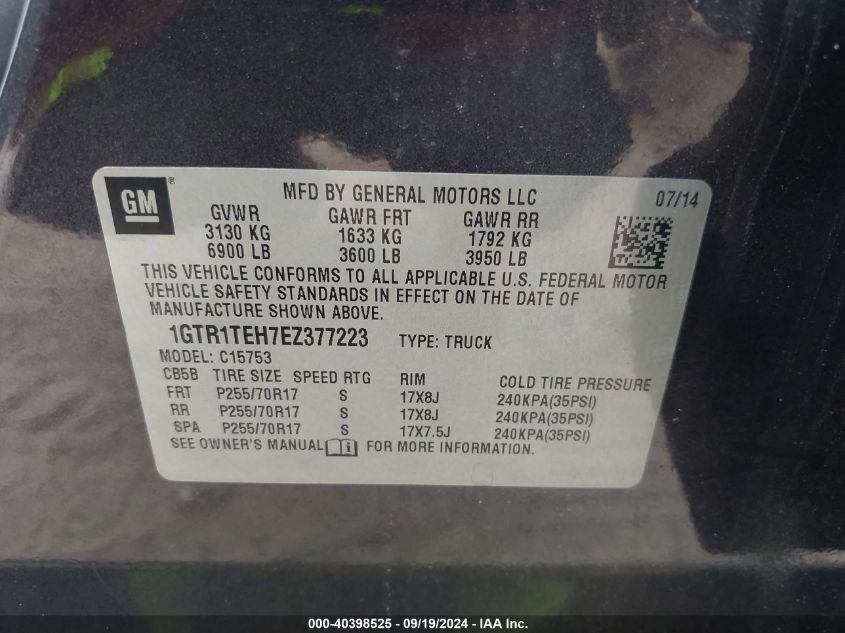 GM ®
MFD BY GENERAL MOTORS LLC 07/14
GVWR GAWR FRT GAWR RR
3130 KG 1633 KG 1792 KG
6900 LB 3600 LB 3950 LB
THIS VEHICLE CONFORMS TO ALL APPLICABLE U.S. FEDERAL MOTOR
VEHICLE SAFETY STANDARDS IN EFFECT ON THE DATE OF
MANUFACTURE SHOWN ABOVE.
1GTR1TEH7EZ377223 TYPE: TRUCK
MODEL: C15753
CB5B TIRE SIZE SPEED RTG RIM COLD TIRE PRESSURE
FRT P255/70R17 S 17X8J 240KPA(35PSI)
RR P255/70R17 S 17X8J 240KPA(35PSI)
SPA P255/70R17 S 17X7.5J 240KPA(35PSI)
SEE OWNER'S MANUAL FOR MORE INFORMATION.
000-40398525 - 09/19/2024 - IAA Inc.